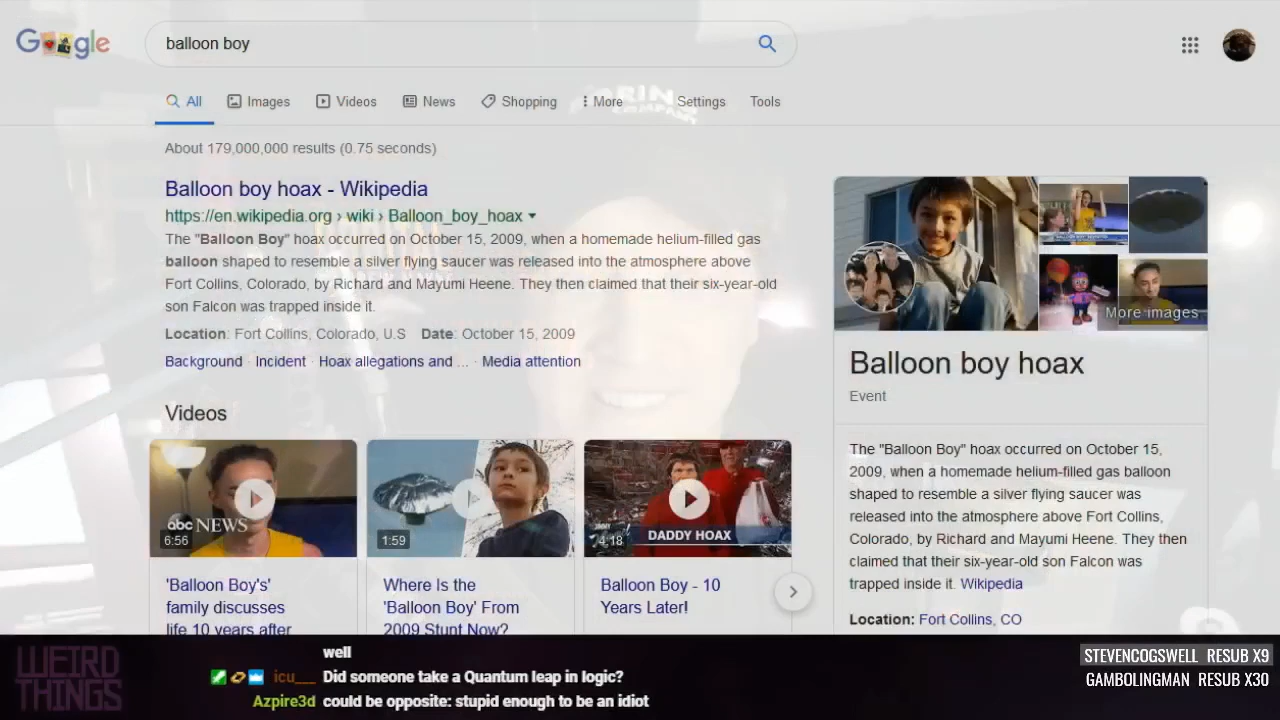 Google
balloon boy
All
Images
Videos
News
Shopping
More
Settings
Tools
About 179,000,000 results (0.75 seconds)
Balloon boy hoax - Wikipedia
https://en.wikipedia.org › wiki › Balloon_boy_hoax
The "Balloon Boy" hoax occurred on October 15, 2009, when a homemade helium-filled gas
balloon shaped to resemble a silver flying saucer was released into the atmosphere above
Fort Collins, Colorado, by Richard and Mayumi Heene. They then claimed that their six-year-old
son Falcon was trapped inside it.
Location: Fort Collins, Colorado, U.S Date: October 15, 2009
Background · Incident · Hoax allegations and ... · Media attention
Videos
abc NEWS
6:56
1:59
4:18
DADDY HOAX
'Balloon Boy's'
family discusses
life 10 years after
Where Is the
'Balloon Boy' From
2009 Stunt Now?
Balloon Boy - 10
Years Later!
More images
Balloon boy hoax
Event
The "Balloon Boy" hoax occurred on October 15,
2009, when a homemade helium-filled gas balloon
shaped to resemble a silver flying saucer was
released into the atmosphere above Fort Collins,
Colorado, by Richard and Mayumi Heene. They then
claimed that their six-year-old son Falcon was
trapped inside it. Wikipedia
Location: Fort Collins, CO
WEIRD
THINGS
well
icu___ Did someone take a Quantum leap in logic?
Azpire3d could be opposite: stupid enough to be an idiot
STEVENCOGSWELL RESUB X9
GAMBOLINGMAN RESUB X30